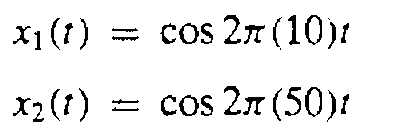 x₁(t) = cos 2π(10)t
x₂(t) = cos 2π(50)t